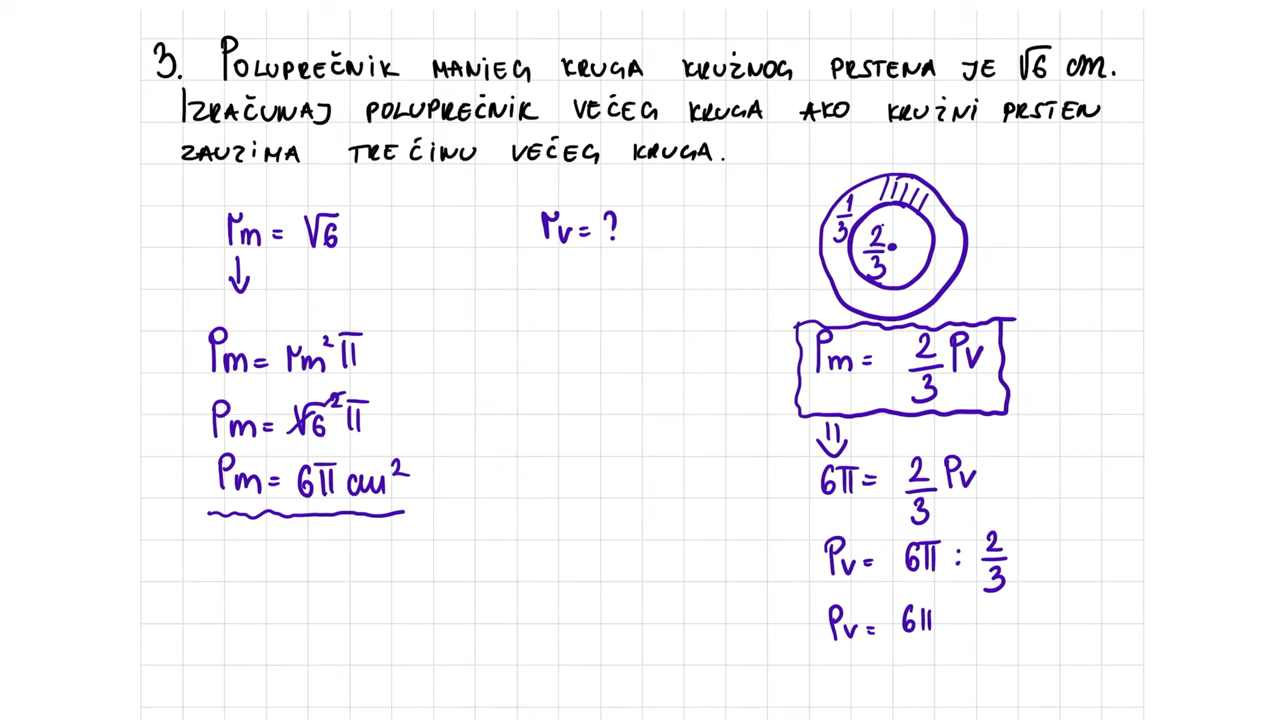 3. POLUPREČNIK MANJEG KRUGA KRUŽNOG PRSTENA JE √6 cm.
IZRAČUNAJ POLUPREČNIK VEĆEG KRUGA AKO KRUŽNI PRSTEN
ZAUZIMA TREĆINU VEĆEG KRUGA.
rm = √6
rv = ?
↓
1/3
2/3
Pm = rm² π
Pm = √6² π
Pm = 6π cm²
Pm = 2/3 Pv
⇓
6π = 2/3 Pv
Pv = 6π : 2/3
Pv = 6π